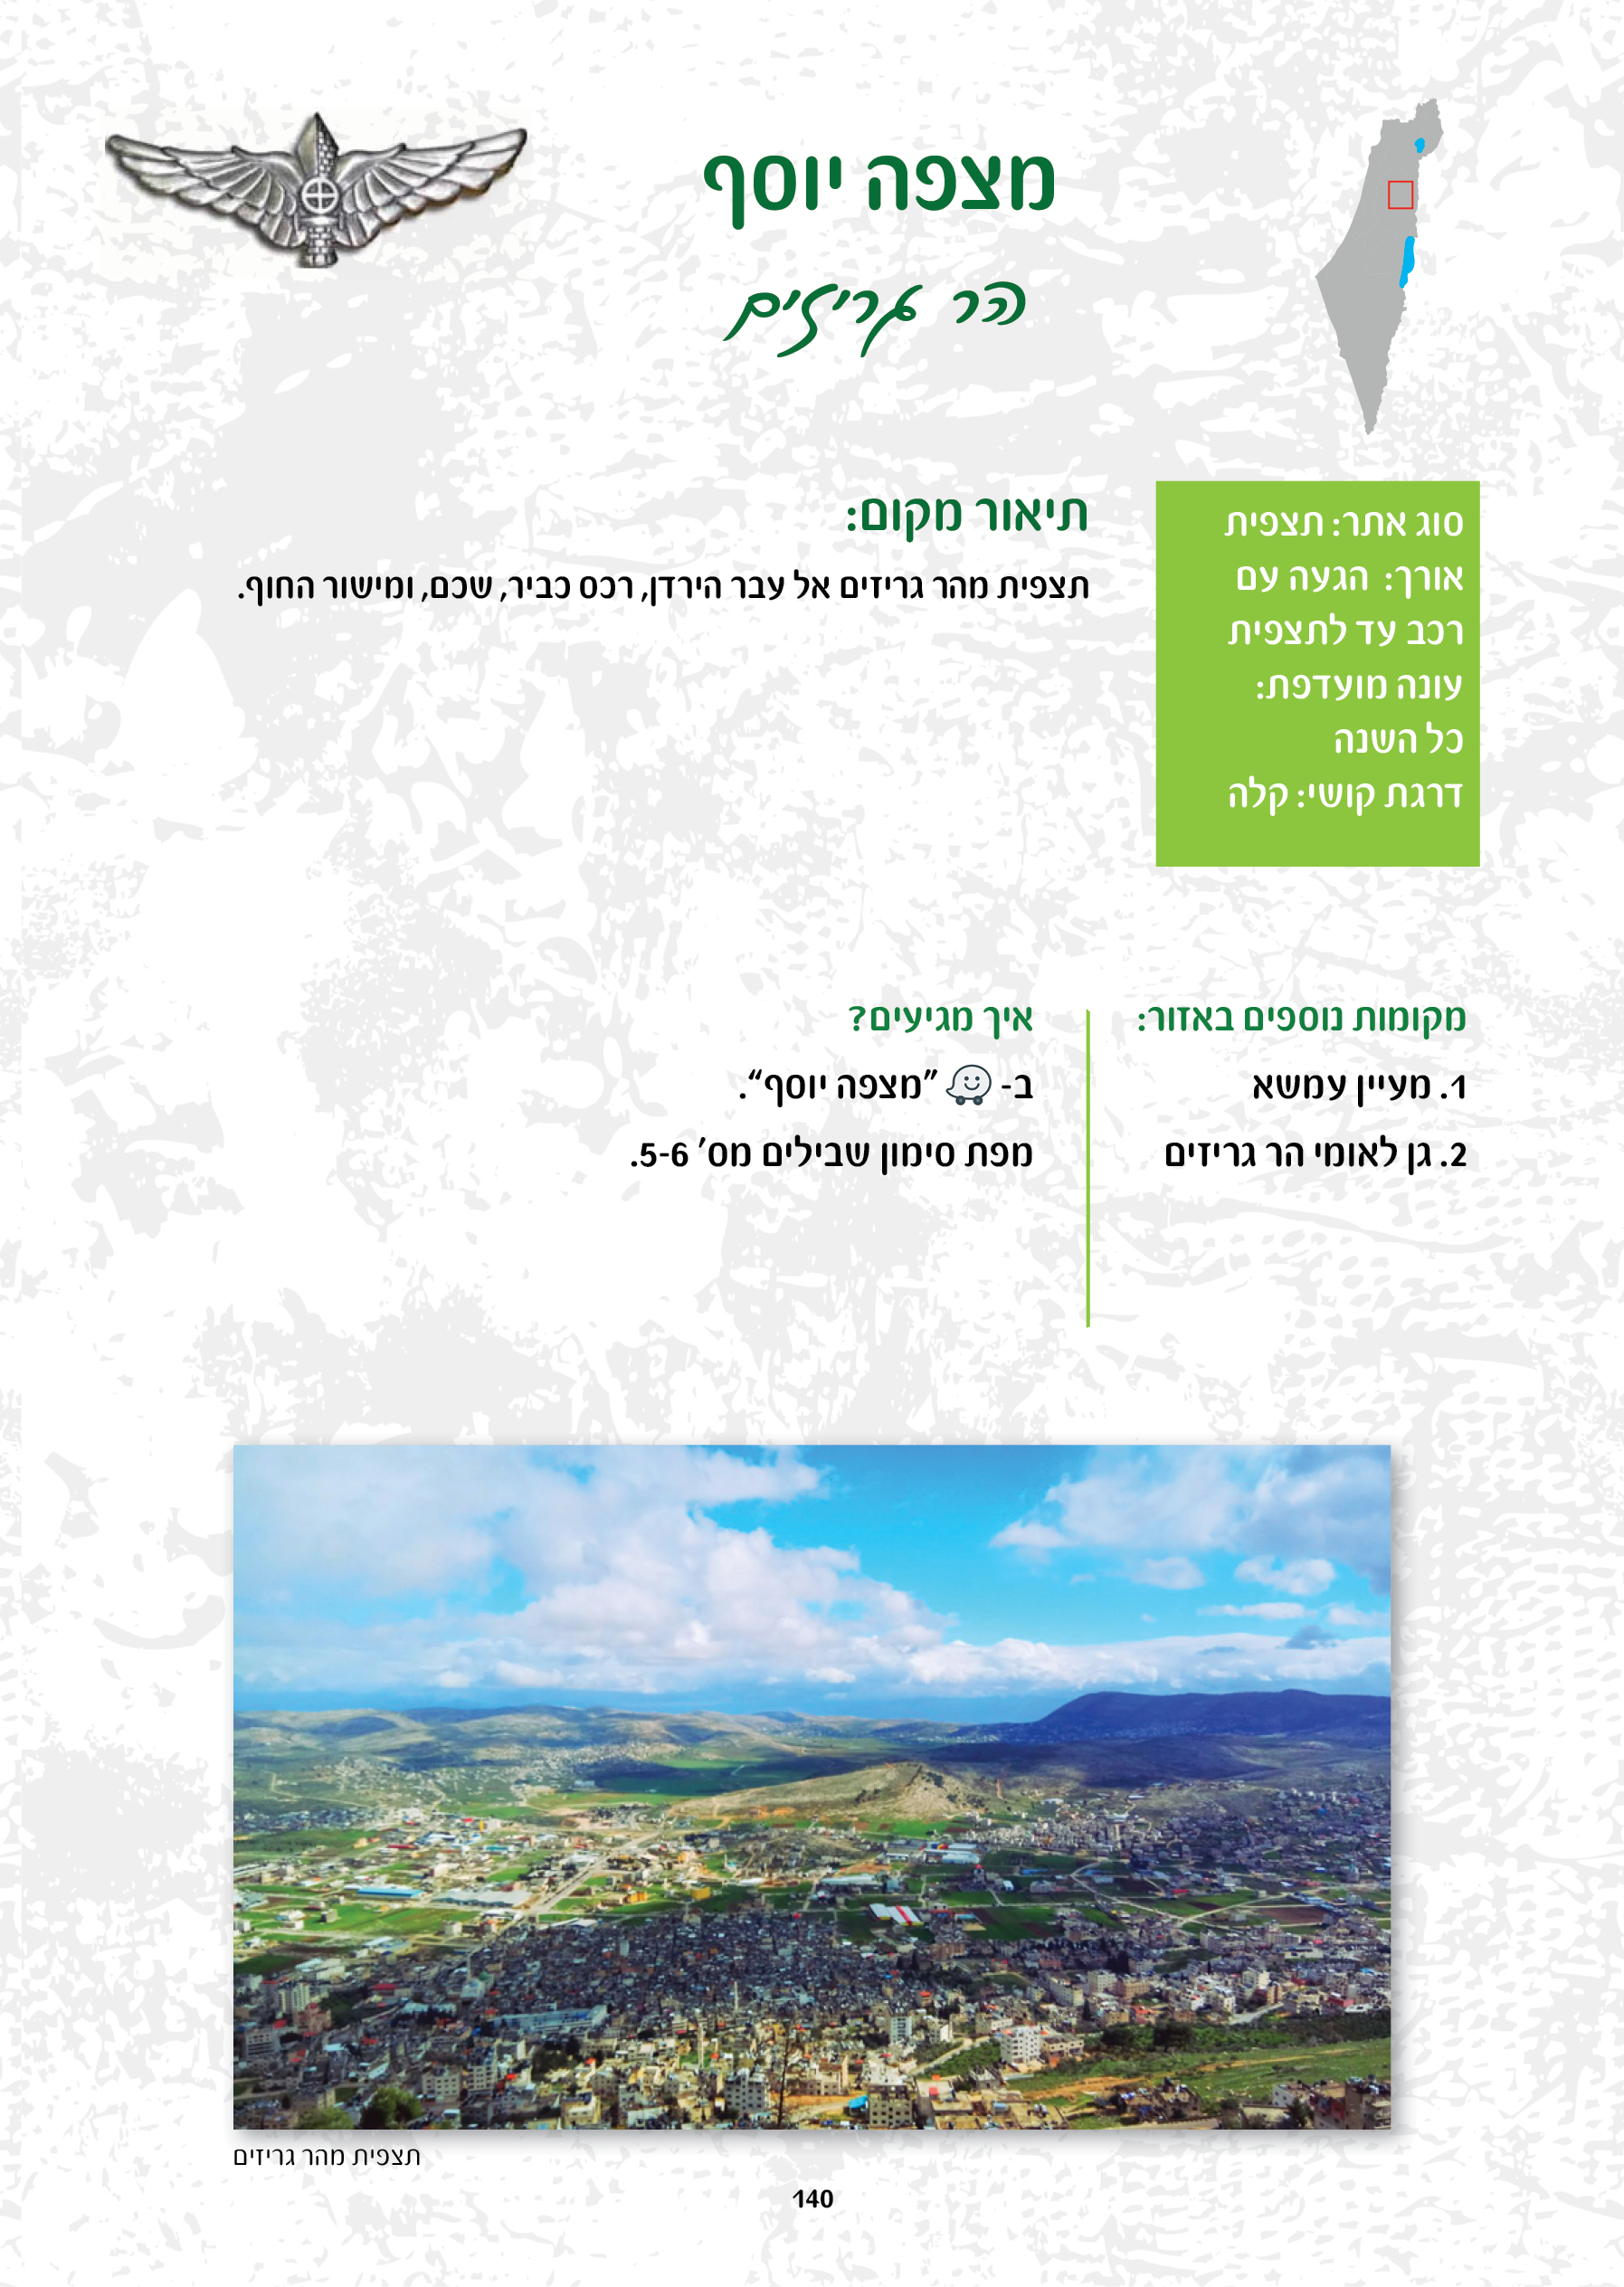 מצפה יוסף
הר גריזים
סוג אתר: תצפית
אורך: הגעה עם
רכב עד לתצפית
עונה מועדפת:
כל השנה
דרגת קושי: קלה
תיאור מקום:
תצפית מהר גריזים אל עבר הירדן, רכס כביר, שכם, ומישור החוף.
מקומות נוספים באזור:
1. מעיין עמשא
2. גן לאומי הר גריזים
איך מגיעים?
ב- ”מצפה יוסף“.
מפת סימון שבילים מס' 5-6.
תצפית מהר גריזים
140